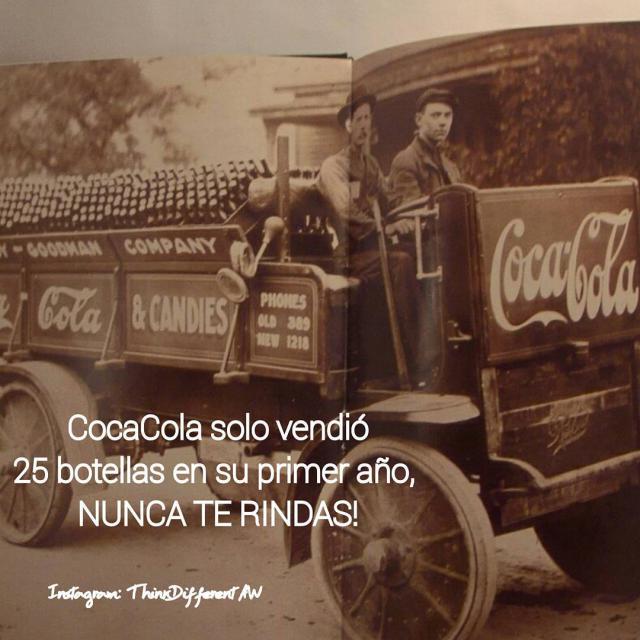 GOODMAN COMPANY
Cola & CANDIES
PHONES
OLD 389
NEW 1218
Coca-Cola
CocaCola solo vendió
25 botellas en su primer año,
NUNCA TE RINDAS!
Instagram: ThinkDifferentAW